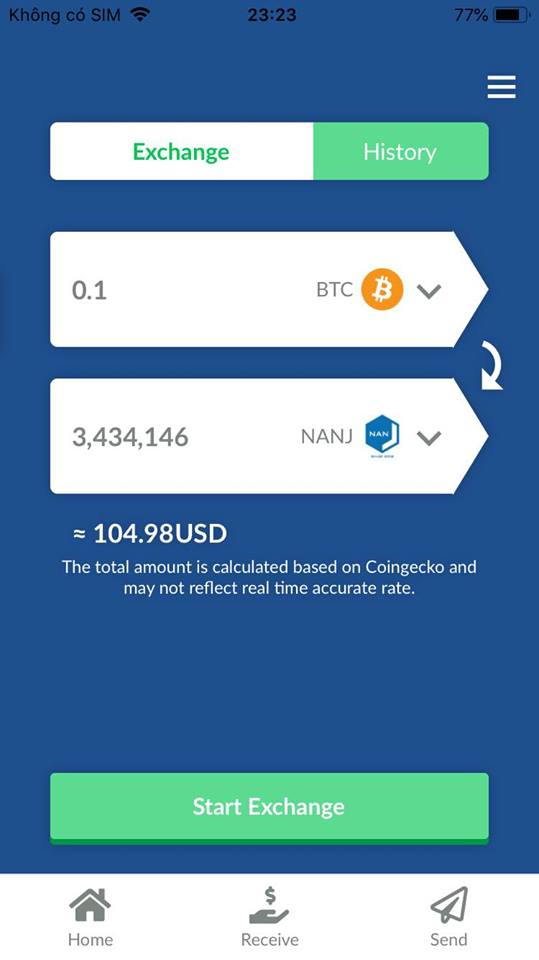 Không có SIM 23:23 77%
Exchange History
0.1 BTC
3,434,146 NANJ NAN
≈ 104.98USD
The total amount is calculated based on Coingecko and
may not reflect real time accurate rate.
Start Exchange
Home Receive Send